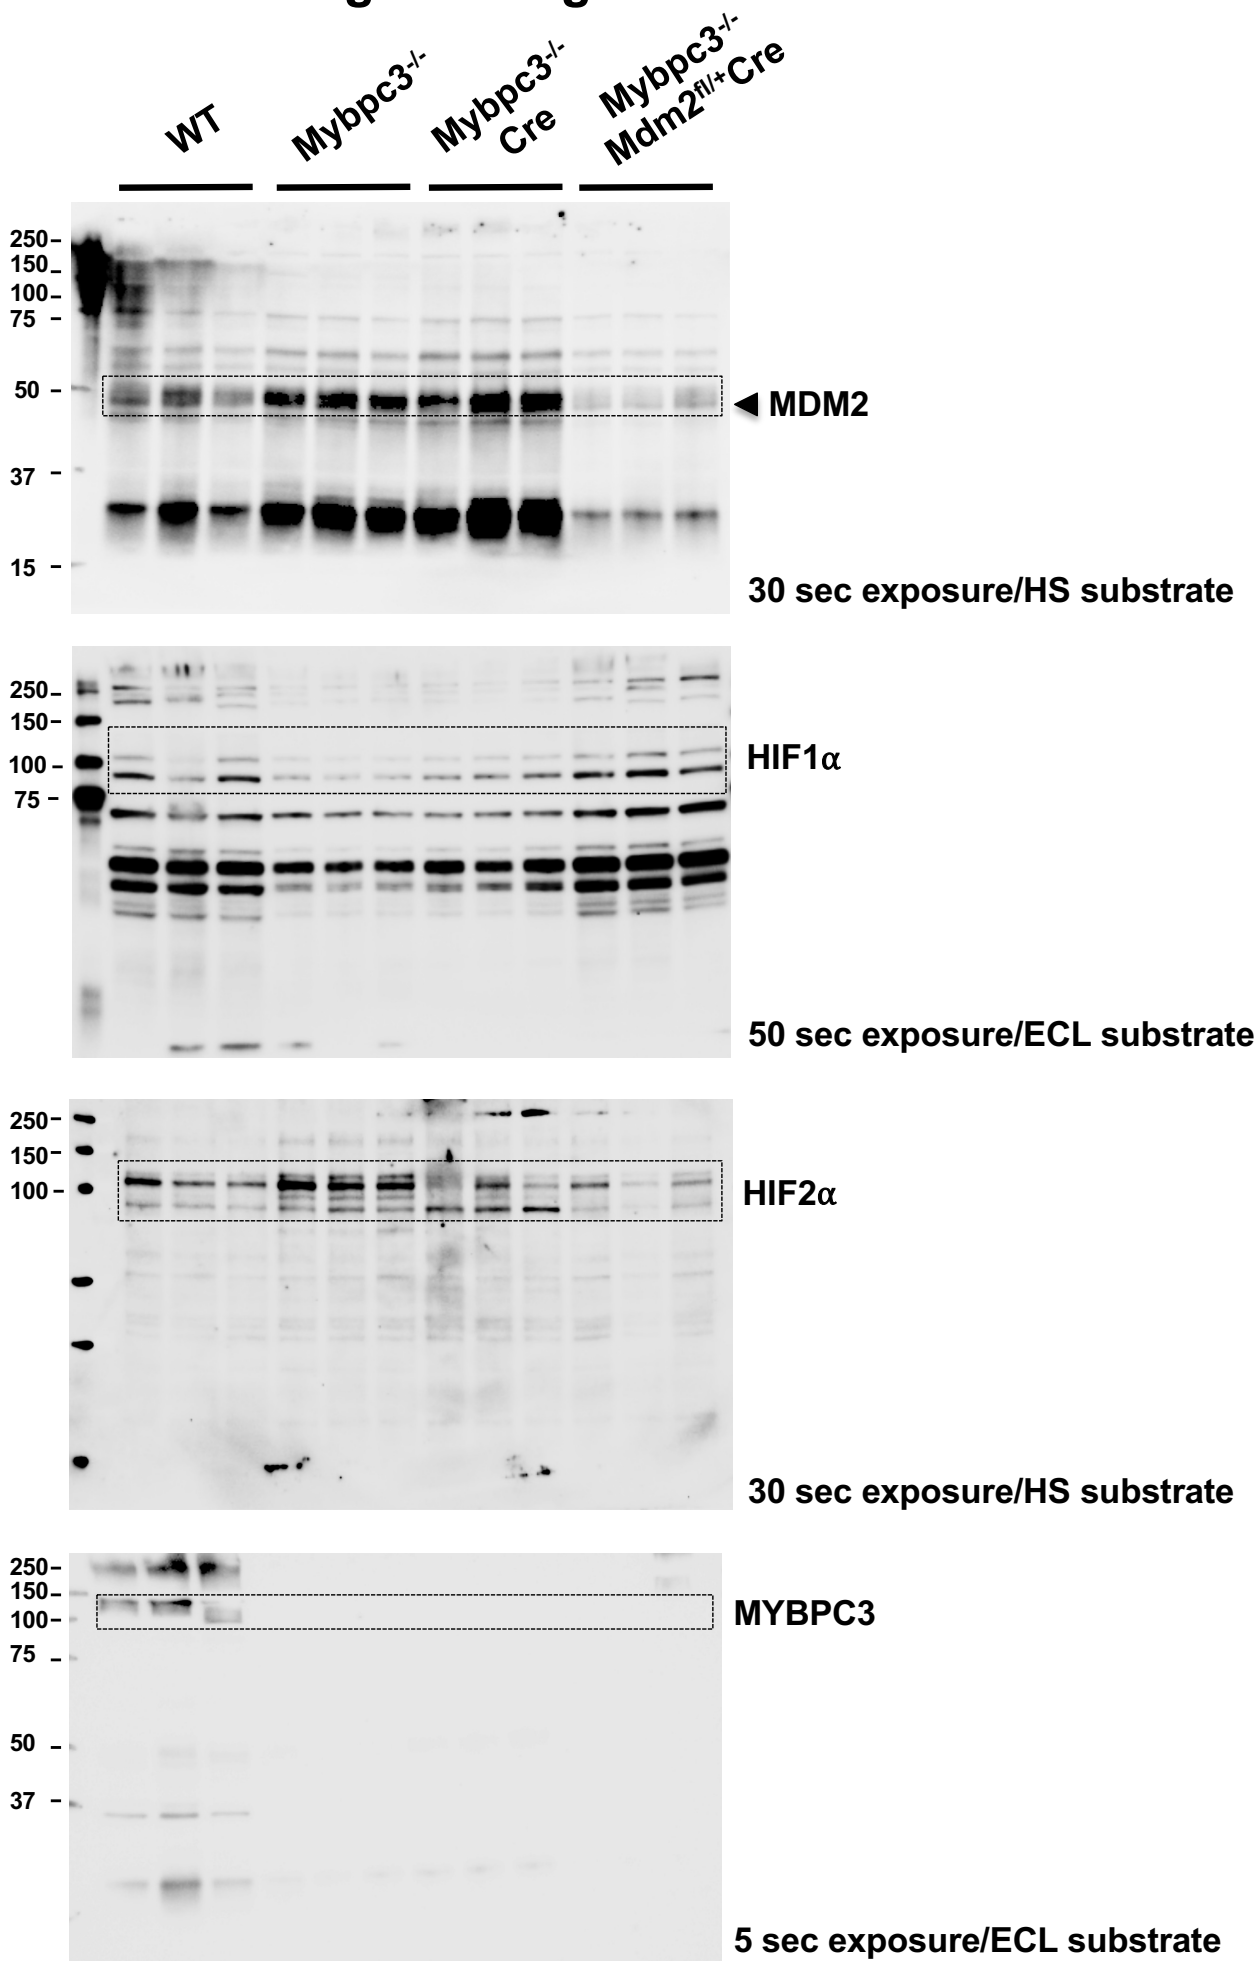 WT
Mybpc3-/-
Mybpc3-/-
Cre
Mybpc3-/-
Mdm2fl/+Cre
250
150
100
75
50
37
15
MDM2
30 sec exposure/HS substrate
250
150
100
75
HIF1α
50 sec exposure/ECL substrate
250
150
100
HIF2α
30 sec exposure/HS substrate
250
150
100
75
50
37
MYBPC3
5 sec exposure/ECL substrate